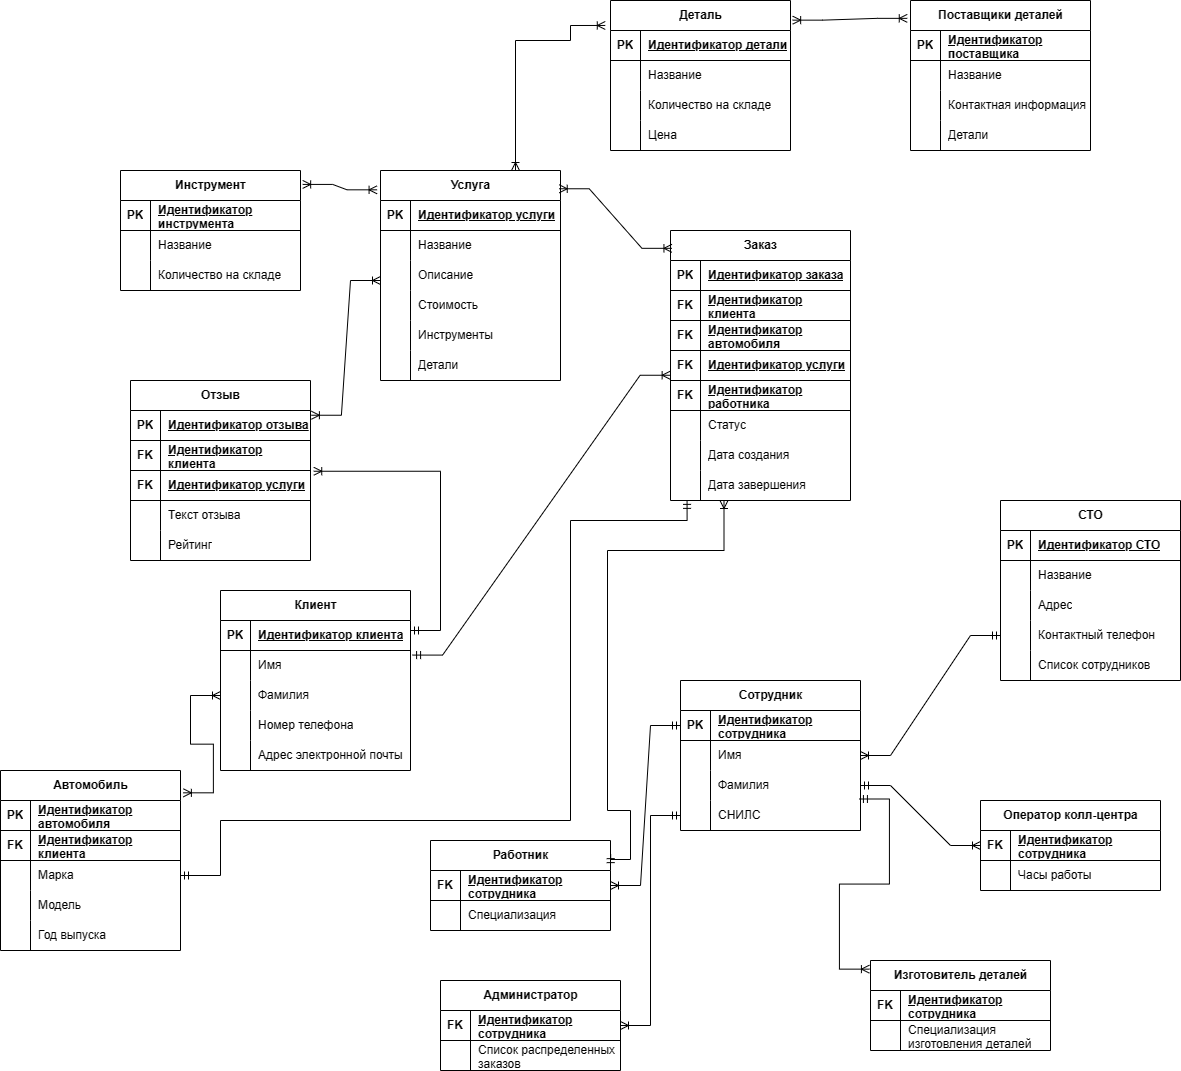 Деталь
PK Идентификатор детали
Название
Количество на складе
Цена
Поставщики деталей
PK Идентификатор
поставщика
Название
Контактная информация
Детали
Инструмент
PK Идентификатор
инструмента
Название
Количество на складе
Услуга
PK Идентификатор услуги
Название
Описание
Стоимость
Инструменты
Детали
Заказ
PK Идентификатор заказа
FK Идентификатор
клиента
FK Идентификатор
автомобиля
FK Идентификатор услуги
FK Идентификатор
работника
Статус
Дата создания
Дата завершения
Отзыв
PK Идентификатор отзыва
FK Идентификатор
клиента
FK Идентификатор услуги
Текст отзыва
Рейтинг
Клиент
PK Идентификатор клиента
Имя
Фамилия
Номер телефона
Адрес электронной почты
СТО
PK Идентификатор СТО
Название
Адрес
Контактный телефон
Список сотрудников
Сотрудник
PK Идентификатор
сотрудника
Имя
Фамилия
СНИЛС
Автомобиль
PK Идентификатор
автомобиля
FK Идентификатор
клиента
Марка
Модель
Год выпуска
Оператор колл-центра
FK Идентификатор
сотрудника
Часы работы
Работник
FK Идентификатор
сотрудника
Специализация
Изготовитель деталей
FK Идентификатор
сотрудника
Специализация
изготовления деталей
Администратор
FK Идентификатор
сотрудника
Список распределенных
заказов